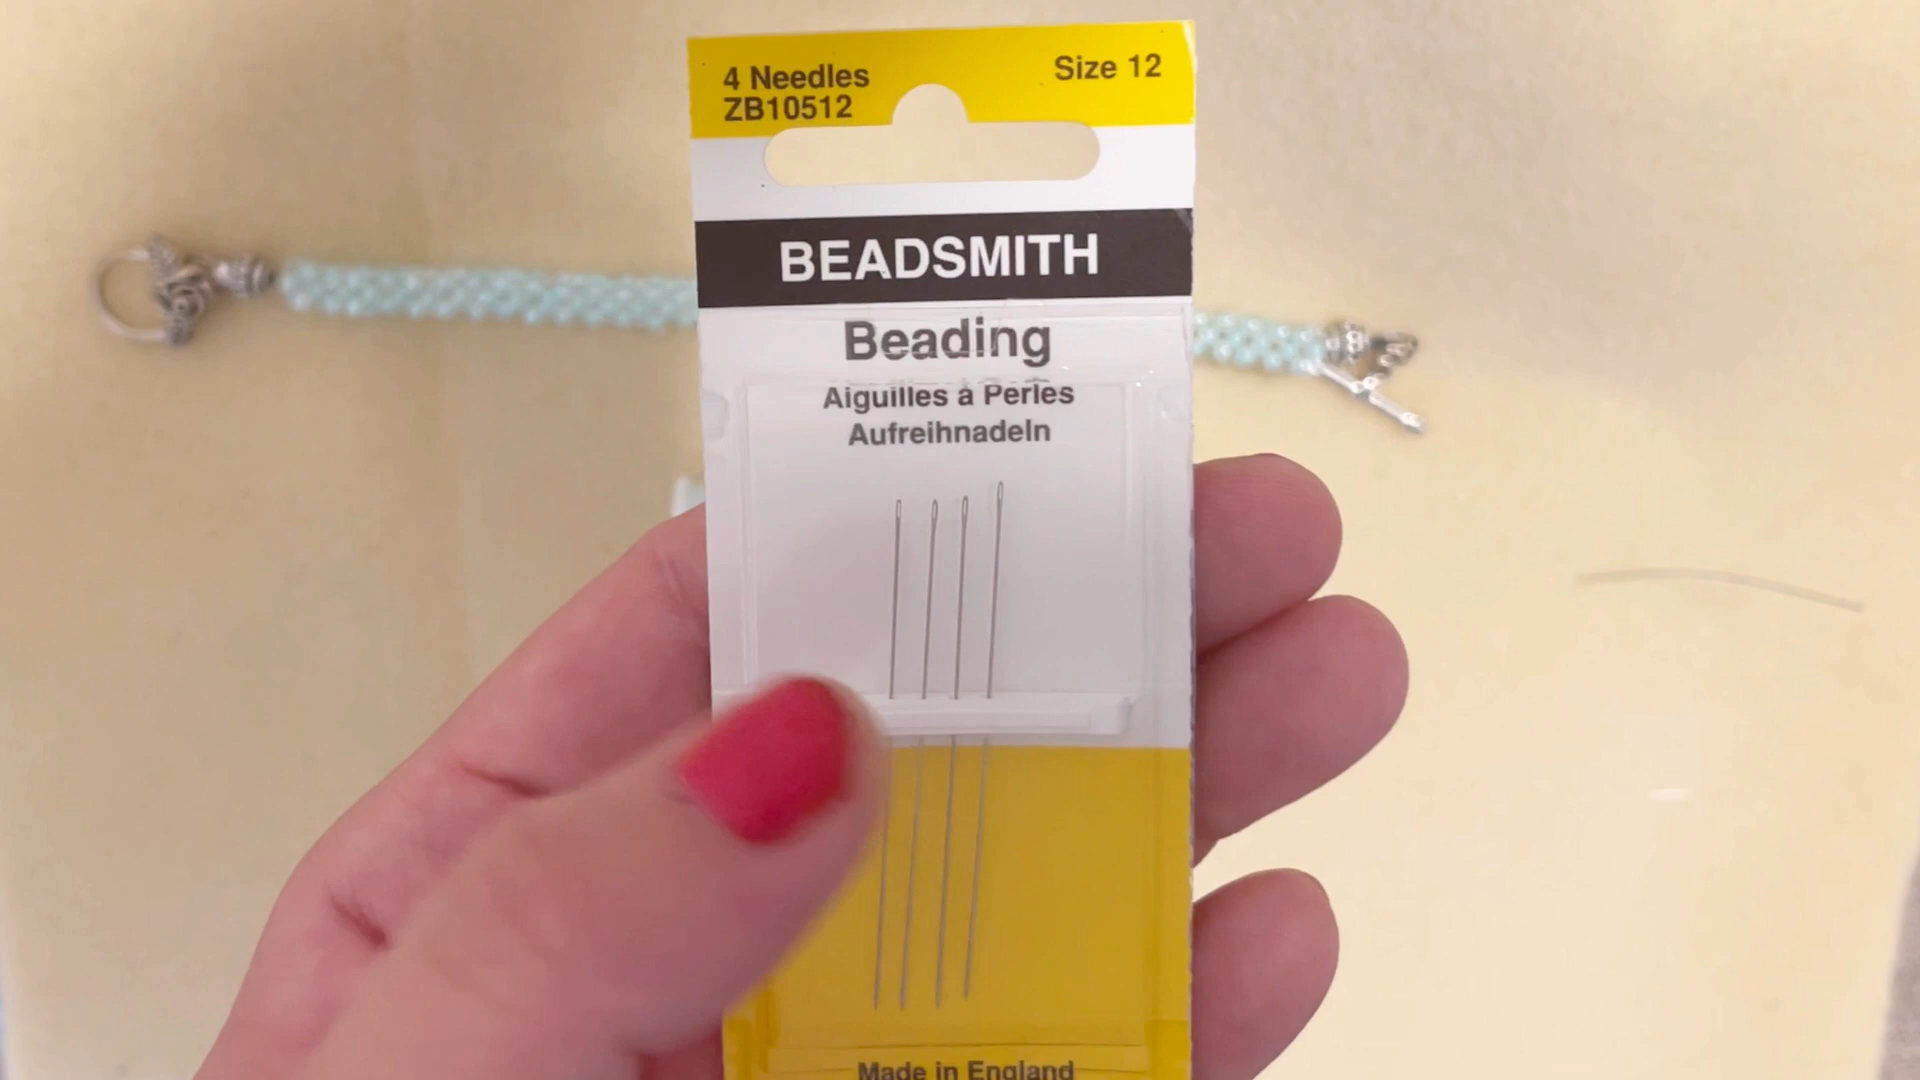 4 Needles
ZB10512
Size 12
BEADSMITH
Beading
Aiguilles à Perles
Aufreihnadeln
Made in England